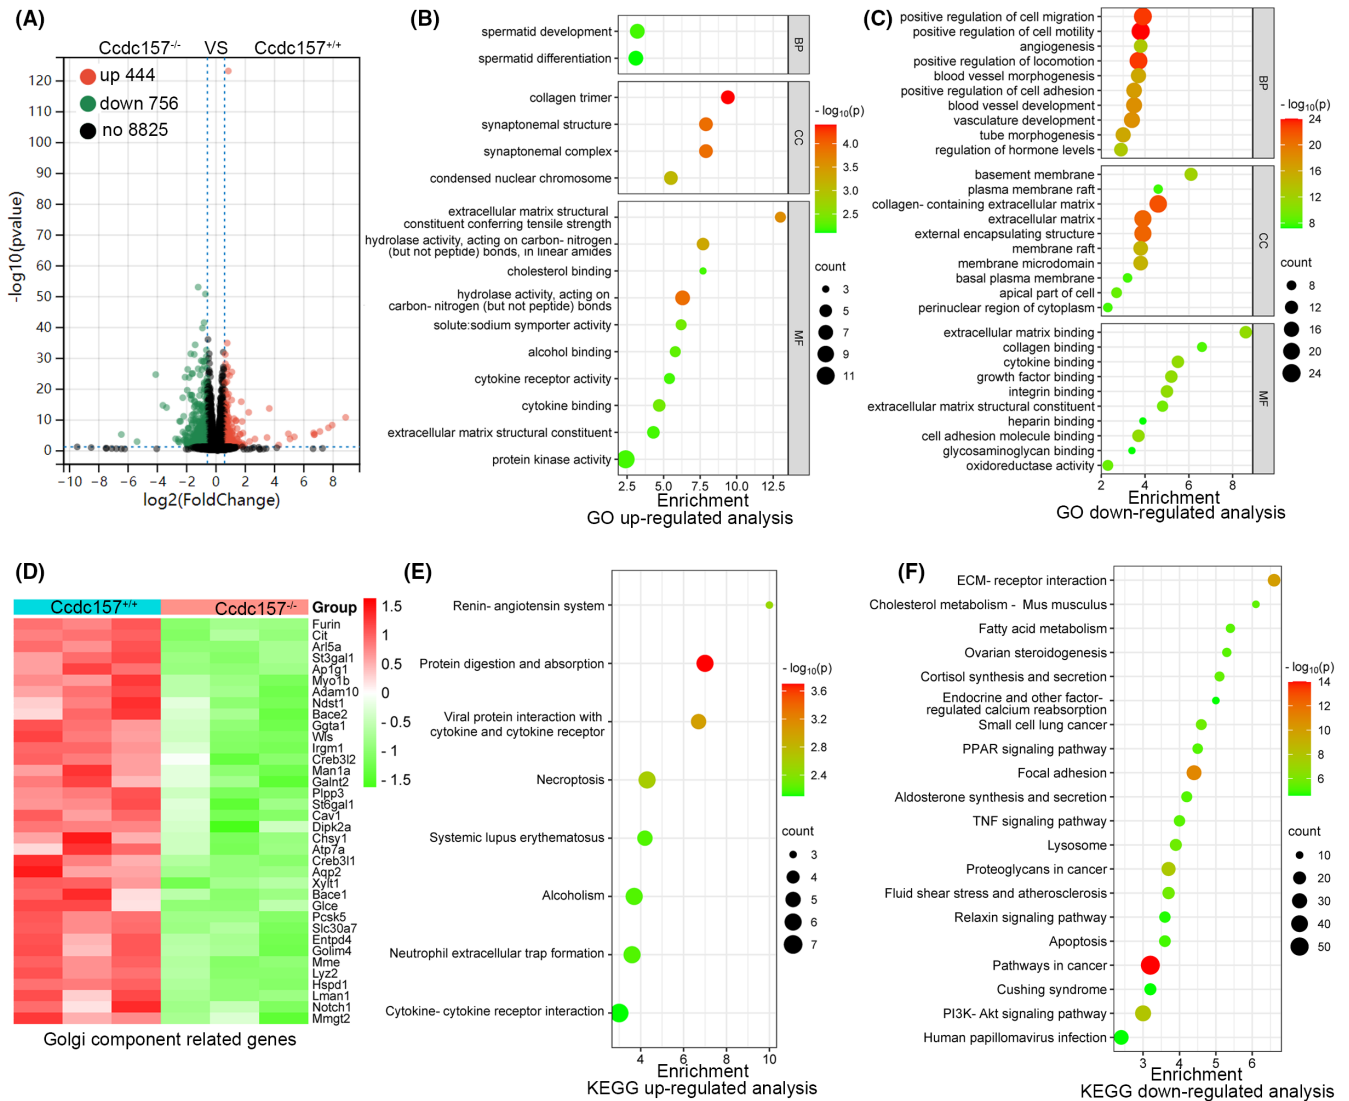 (A)
Ccdc157-/- VS Ccdc157+/+
up 444
down 756
no 8825
120
110
100
90
80
70
60
50
40
30
20
10
0
-log10(pvalue)
−10 −8 −6 −4 −2 0 2 4 6 8
log2(FoldChange)
(B)
spermatid development
spermatid differentiation
BP
collagen trimer
synaptonemal structure
synaptonemal complex
condensed nuclear chromosome
CC
extracellular matrix structural
constituent conferring tensile strength
hydrolase activity, acting on carbon- nitrogen
(but not peptide) bonds, in linear amides
cholesterol binding
hydrolase activity, acting on
carbon- nitrogen (but not peptide) bonds
solute:sodium symporter activity
alcohol binding
cytokine receptor activity
cytokine binding
extracellular matrix structural constituent
protein kinase activity
MF
2.5 5.0 7.5 10.0 12.5
Enrichment
GO up-regulated analysis
- log10(p)
4.0
3.5
3.0
2.5
count
3
5
7
9
11
(C)
positive regulation of cell migration
positive regulation of cell motility
angiogenesis
positive regulation of locomotion
blood vessel morphogenesis
positive regulation of cell adhesion
blood vessel development
vasculature development
tube morphogenesis
regulation of hormone levels
BP
basement membrane
plasma membrane raft
collagen- containing extracellular matrix
extracellular matrix
external encapsulating structure
membrane raft
membrane microdomain
basal plasma membrane
apical part of cell
perinuclear region of cytoplasm
CC
extracellular matrix binding
collagen binding
cytokine binding
growth factor binding
integrin binding
extracellular matrix structural constituent
heparin binding
cell adhesion molecule binding
glycosaminoglycan binding
oxidoreductase activity
MF
2 4 6 8
Enrichment
GO down-regulated analysis
- log10(p)
24
20
16
12
8
count
8
12
16
20
24
(D)
Ccdc157+/+ Ccdc157-/- Group
Furin
Cit
Arl5a
St3gal1
Ap1g1
Myo1b
Adam10
Ndst1
Bace2
Ggta1
Wls
Irgm1
Creb3l2
Man1a
Galnt2
Plpp3
St6gal1
Cav1
Dipk2a
Chsy1
Atp7a
Creb3l1
Aqp2
Xylt1
Bace1
Glce
Pcsk5
Slc30a7
Entpd4
Golim4
Mme
Lyz2
Hspd1
Lman1
Notch1
Mmgt2
1.5
1
0.5
0
- 0.5
- 1
- 1.5
Golgi component related genes
(E)
Renin- angiotensin system
Protein digestion and absorption
Viral protein interaction with
cytokine and cytokine receptor
Necroptosis
Systemic lupus erythematosus
Alcoholism
Neutrophil extracellular trap formation
Cytokine- cytokine receptor interaction
4 6 8 10
Enrichment
KEGG up-regulated analysis
- log10(p)
3.6
3.2
2.8
2.4
count
3
4
5
6
7
(F)
ECM- receptor interaction
Cholesterol metabolism - Mus musculus
Fatty acid metabolism
Ovarian steroidogenesis
Cortisol synthesis and secretion
Endocrine and other factor-
regulated calcium reabsorption
Small cell lung cancer
PPAR signaling pathway
Focal adhesion
Aldosterone synthesis and secretion
TNF signaling pathway
Lysosome
Proteoglycans in cancer
Fluid shear stress and atherosclerosis
Relaxin signaling pathway
Apoptosis
Pathways in cancer
Cushing syndrome
PI3K- Akt signaling pathway
Human papillomavirus infection
3 4 5 6
Enrichment
KEGG down-regulated analysis
- log10(p)
14
12
10
8
6
count
10
20
30
40
50